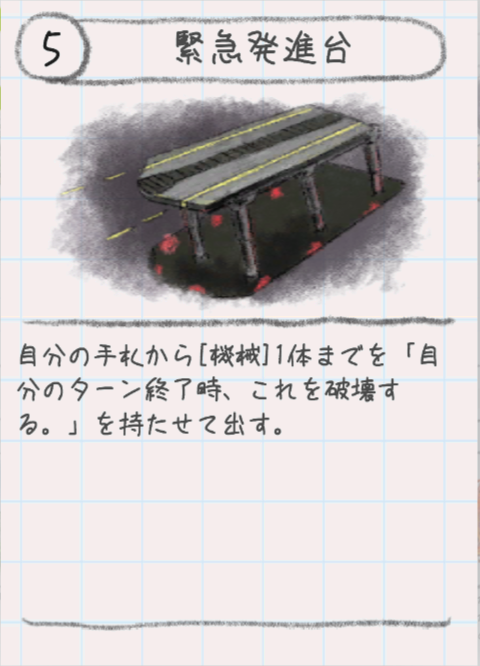 5
緊急発進台
自分の手札から[機械]1体までを「自
分のターン終了時、これを破壊す
る。」を持たせて出す。